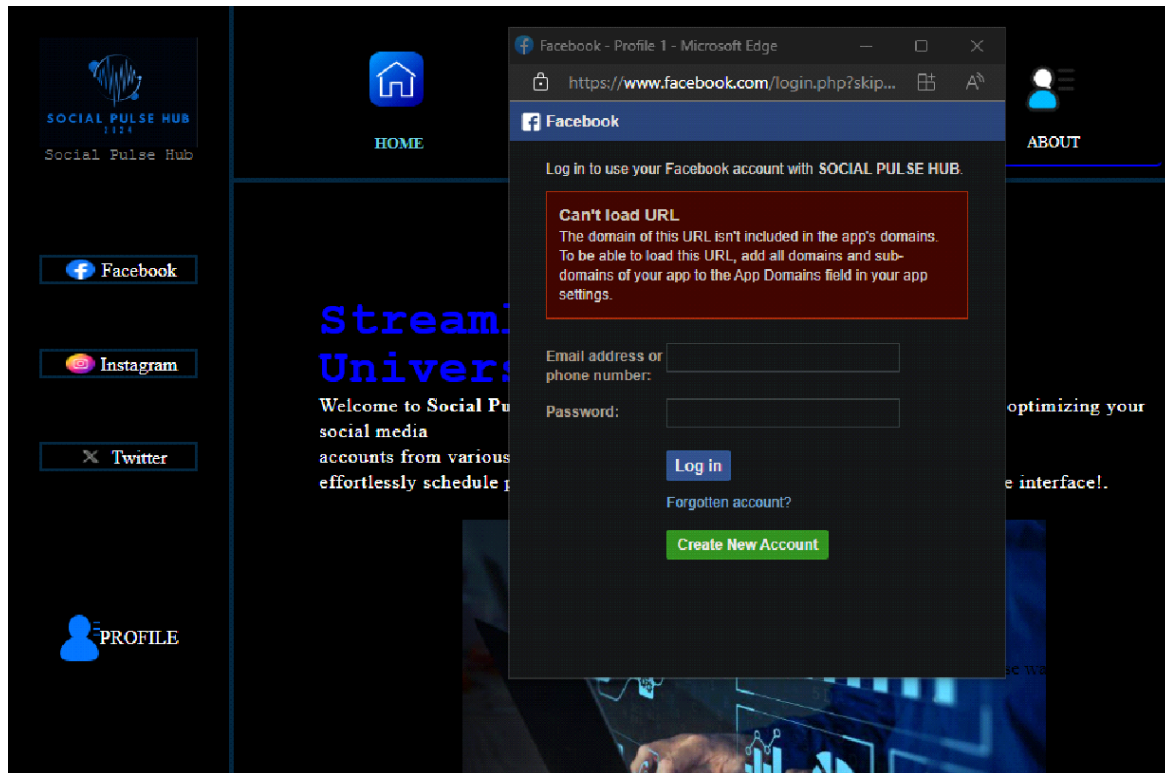 SOCIAL PULSE HUB
Social Pulse Hub
HOME
ABOUT
Facebook
Instagram
Twitter
PROFILE
Streaml
Univers
Welcome to Social Pu
optimizing your
social media
accounts from various
effortlessly schedule p
e interface!.
Facebook - Profile 1 - Microsoft Edge
https://www.facebook.com/login.php?skip...
Facebook
Log in to use your Facebook account with SOCIAL PULSE HUB.
Can't load URL
The domain of this URL isn't included in the app's domains.
To be able to load this URL, add all domains and sub-
domains of your app to the App Domains field in your app
settings.
Email address or
phone number:
Password:
Log in
Forgotten account?
Create New Account